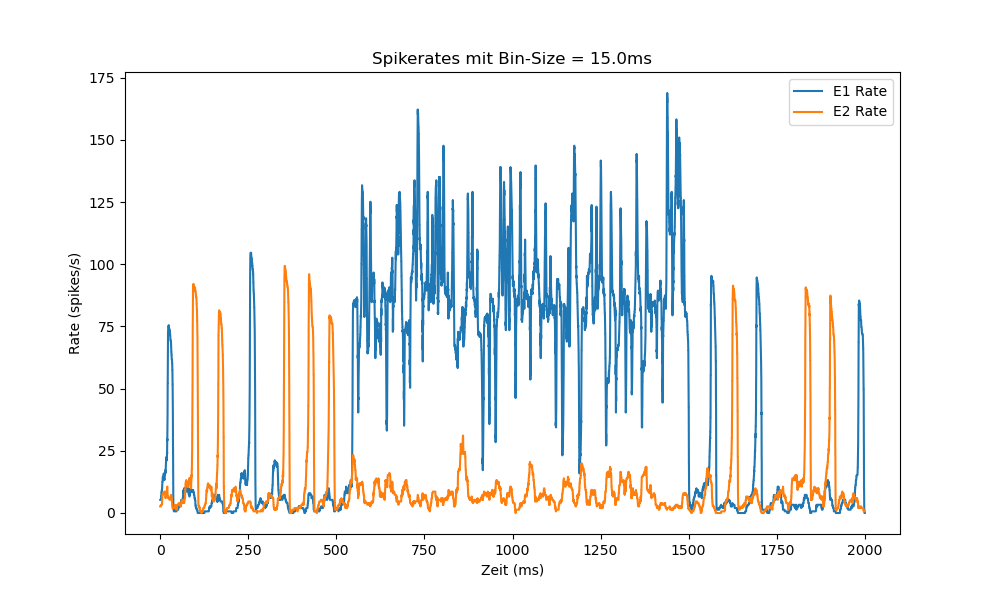 Spikerates mit Bin-Size = 15.0ms
E1 Rate
E2 Rate
Rate (spikes/s)
175
150
125
100
75
50
25
0
0 250 500 750 1000 1250 1500 1750 2000
Zeit (ms)